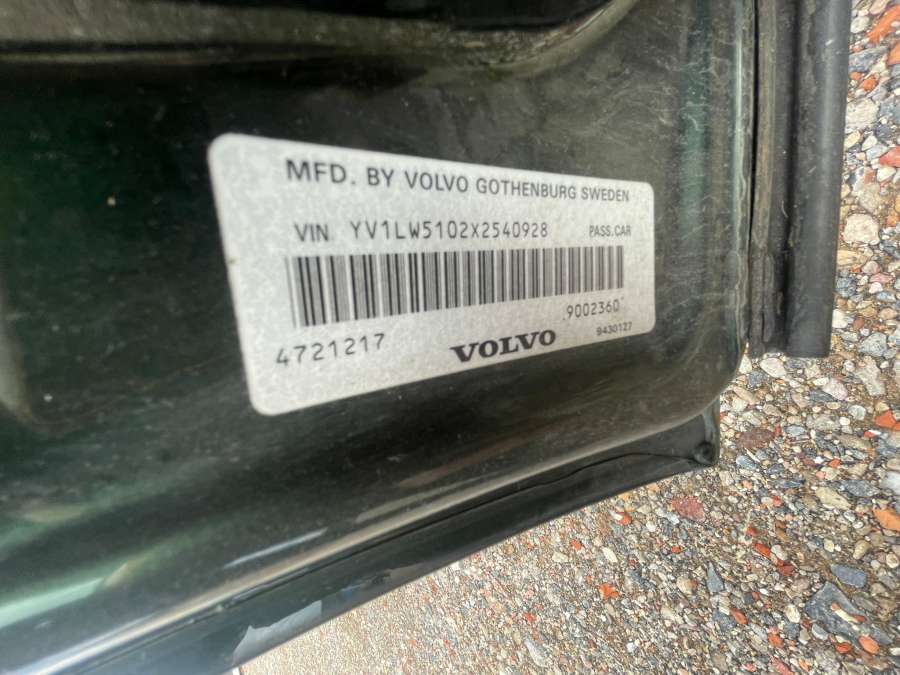 MFD. BY VOLVO GOTHENBURG SWEDEN
VIN YV1LW5102X2540928 PASS.CAR
4721217 VOLVO 9002360
9430127